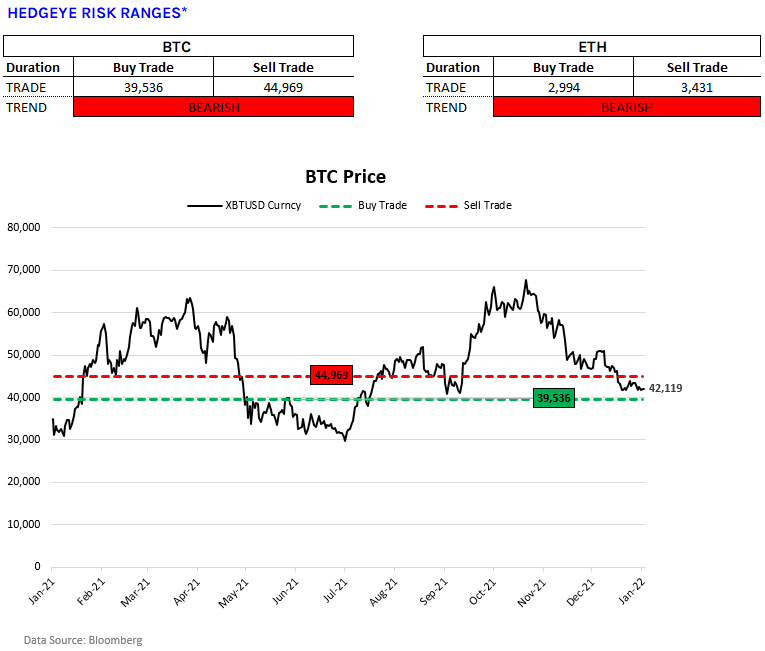 HEDGEYE RISK RANGES*
BTC
Duration Buy Trade Sell Trade
TRADE 39,536 44,969
TREND BEARISH
ETH
Duration Buy Trade Sell Trade
TRADE 2,994 3,431
TREND BEARISH
BTC Price
XBTUSD Curncy Buy Trade Sell Trade
80,000
70,000
60,000
50,000
40,000
30,000
20,000
10,000
0
44,969
39,536
42,119
Jan-21 Feb-21 Mar-21 Apr-21 May-21 Jun-21 Jul-21 Aug-21 Sep-21 Oct-21 Nov-21 Dec-21 Jan-22
Data Source: Bloomberg